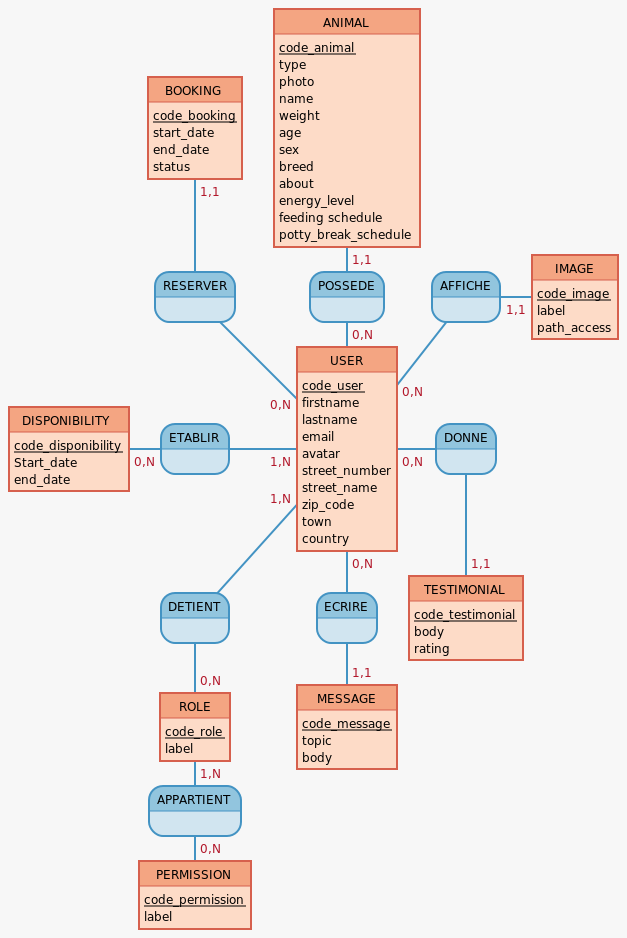 ANIMAL
code_animal
type
photo
name
weight
age
sex
breed
about
energy_level
feeding schedule
potty_break_schedule
BOOKING
code_booking
start_date
end_date
status
1,1
1,1
RESERVER
POSSEDE
AFFICHE
1,1
IMAGE
code_image
label
path_access
0,N
0,N
0,N
USER
code_user
firstname
lastname
email
avatar
street_number
street_name
zip_code
town
country
DISPONIBILITY
code_disponibility
Start_date
end_date
0,N
ETABLIR
1,N
0,N
DONNE
1,N
0,N
1,1
TESTIMONIAL
code_testimonial
body
rating
DETIENT
ECRIRE
0,N
1,1
ROLE
code_role
label
MESSAGE
code_message
topic
body
1,N
APPARTIENT
0,N
PERMISSION
code_permission
label